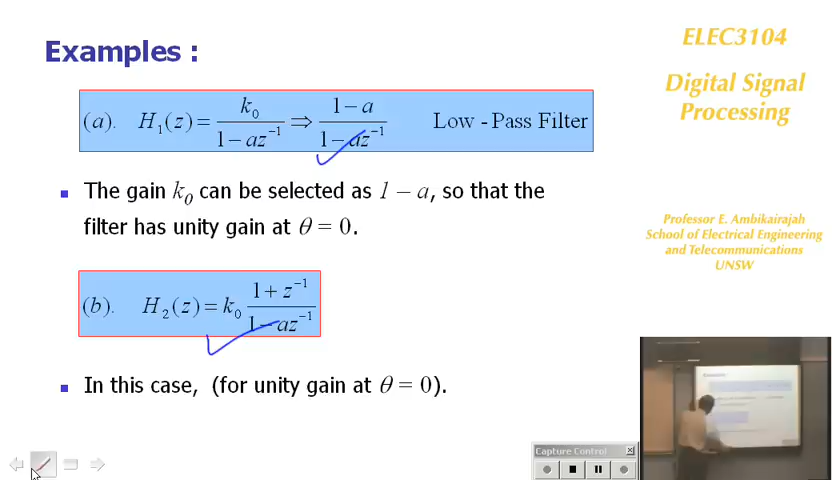 Examples :
ELEC3104
Digital Signal
Processing
(a). H₁(z) = k₀ / (1 − az⁻¹) ⇒ (1 − a) / (1 − az⁻¹) Low - Pass Filter
The gain k₀ can be selected as 1 – a, so that the
filter has unity gain at θ = 0.
Professor E. Ambikairajah
School of Electrical Engineering
and Telecommunications
UNSW
(b). H₂(z) = k₀ (1 + z⁻¹) / (1 − az⁻¹)
In this case, (for unity gain at θ = 0).
Capture Control